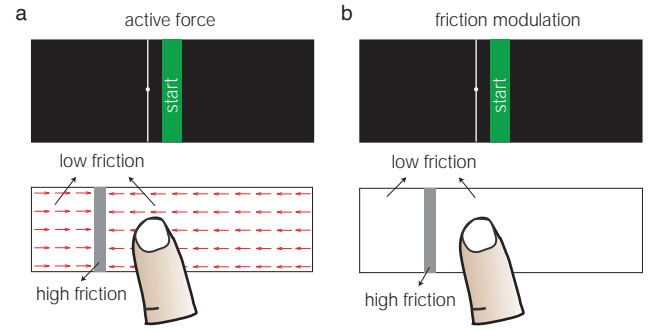 a
active force
start
low friction
high friction
b
friction modulation
start
low friction
high friction